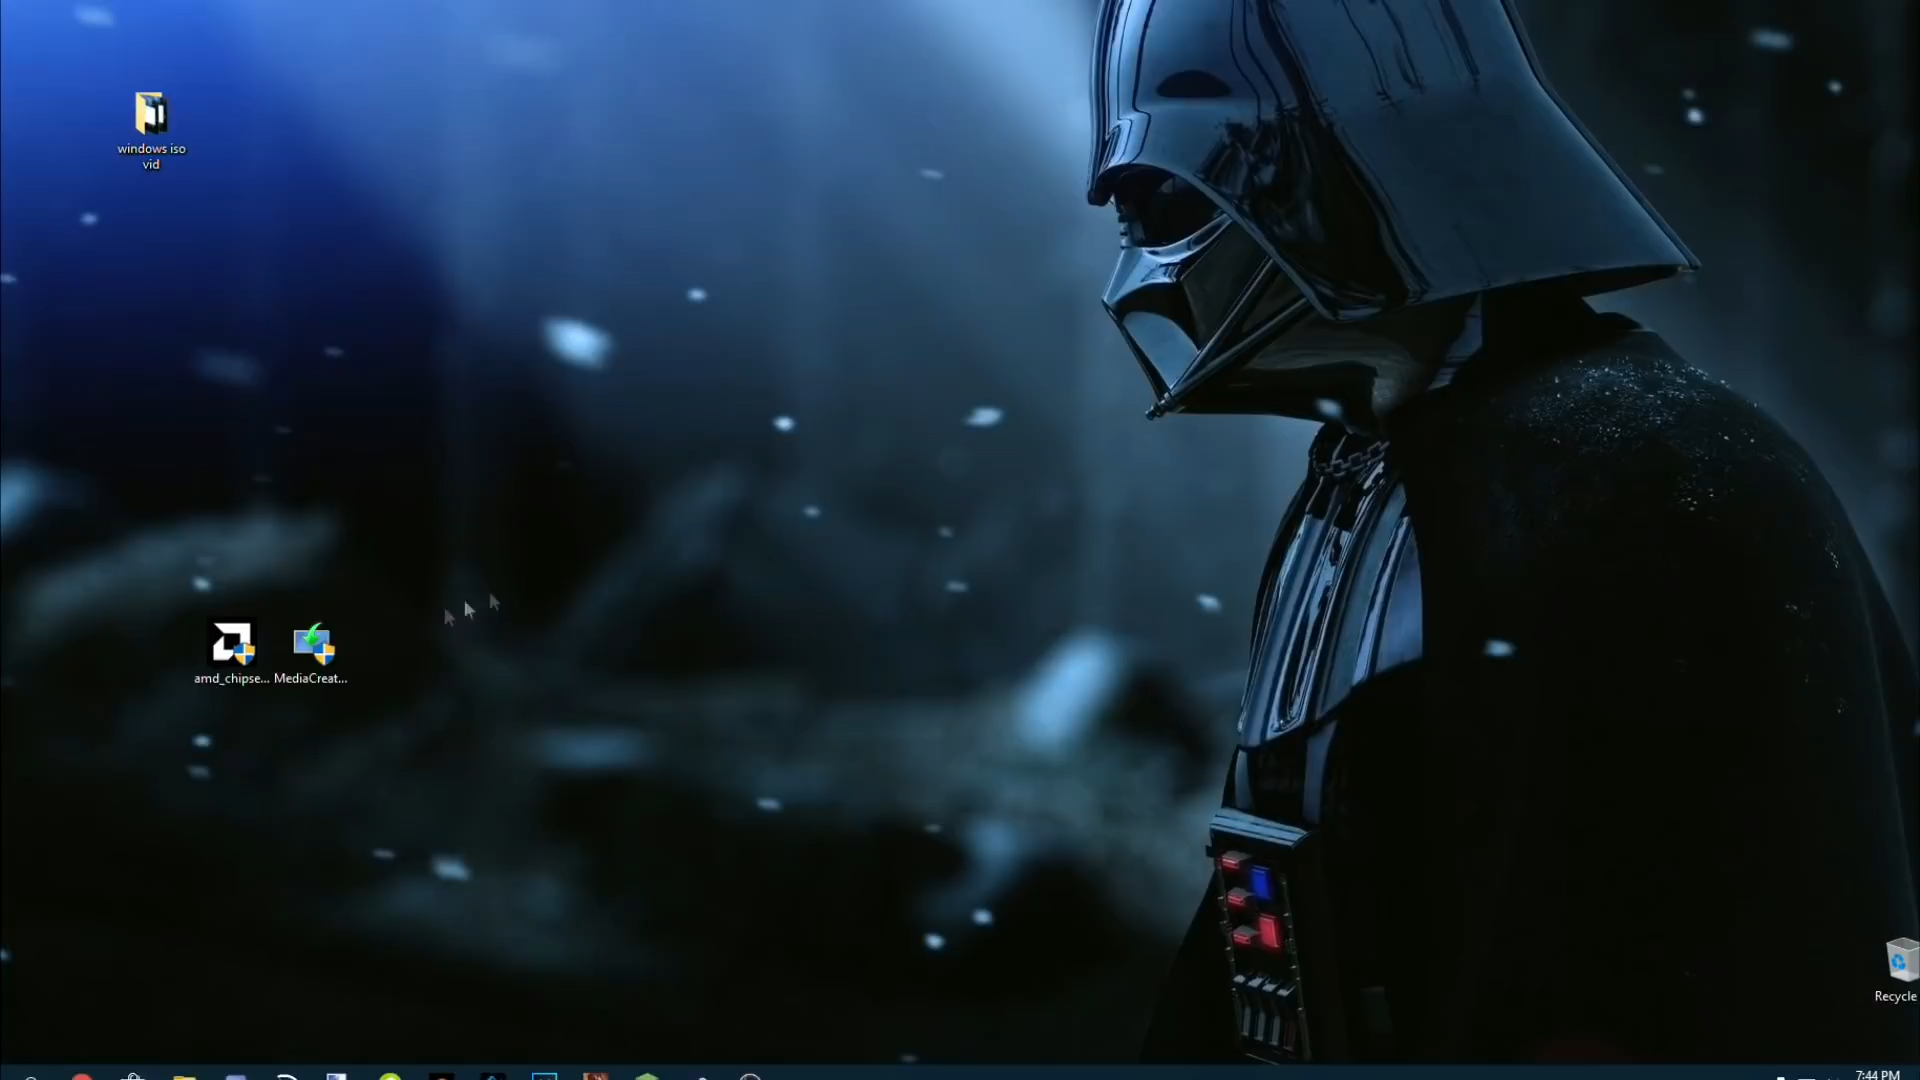 windows iso
vid
amd_chipse...
MediaCreat...
Recycle
7:44 PM